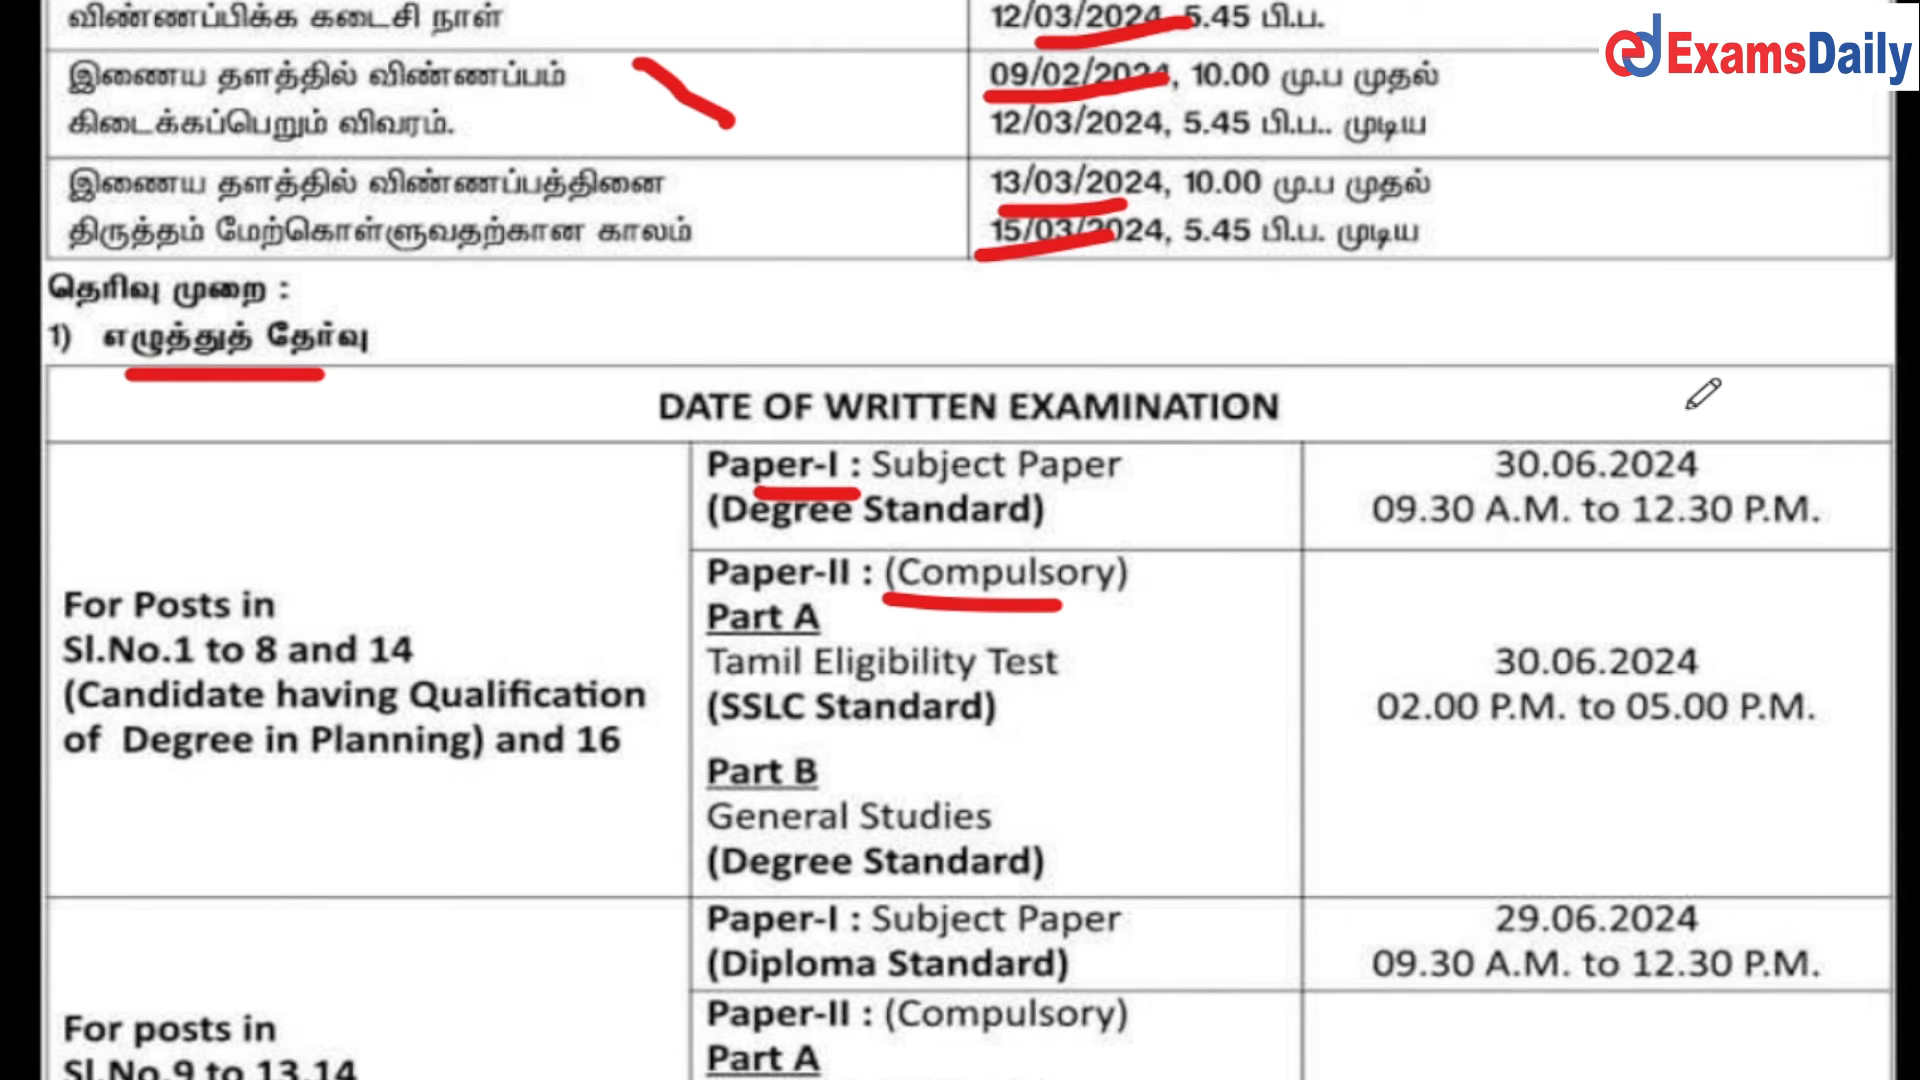 விண்ணப்பிக்க கடைசி நாள்
12/03/2024, 5.45 பி.ப.
ExamsDaily
இணைய தளத்தில் விண்ணப்பம்
கிடைக்கப்பெறும் விவரம்.
09/02/2024, 10.00 மு.ப முதல்
12/03/2024, 5.45 பி.ப.. முடிய
இணைய தளத்தில் விண்ணப்பத்தினை
திருத்தம் மேற்கொள்ளுவதற்கான காலம்
13/03/2024, 10.00 மு.ப முதல்
15/03/2024, 5.45 பி.ப. முடிய
தெரிவு முறை :
1) எழுத்துத் தேர்வு
DATE OF WRITTEN EXAMINATION
For Posts in
Sl.No.1 to 8 and 14
(Candidate having Qualification
of Degree in Planning) and 16
Paper-I : Subject Paper
(Degree Standard)
30.06.2024
09.30 A.M. to 12.30 P.M.
Paper-II : (Compulsory)
Part A
Tamil Eligibility Test
(SSLC Standard)
Part B
General Studies
(Degree Standard)
30.06.2024
02.00 P.M. to 05.00 P.M.
For posts in
Sl.No.9 to 13,14
Paper-I : Subject Paper
(Diploma Standard)
29.06.2024
09.30 A.M. to 12.30 P.M.
Paper-II : (Compulsory)
Part A